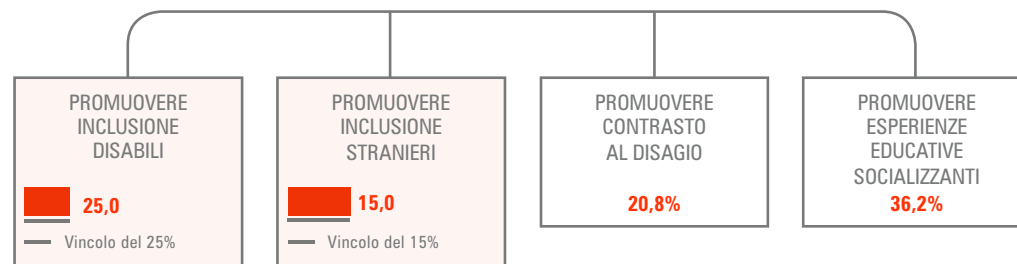 PROMUOVERE
INCLUSIONE
DISABILI
25,0
Vincolo del 25%
PROMUOVERE
INCLUSIONE
STRANIERI
15,0
Vincolo del 15%
PROMUOVERE
CONTRASTO
AL DISAGIO
20,8%
PROMUOVERE
ESPERIENZE
EDUCATIVE
SOCIALIZZANTI
36,2%